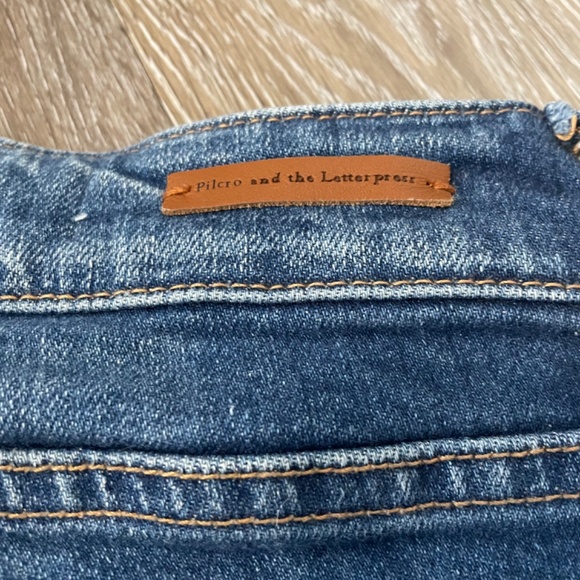 Pilcro and the Letterpress